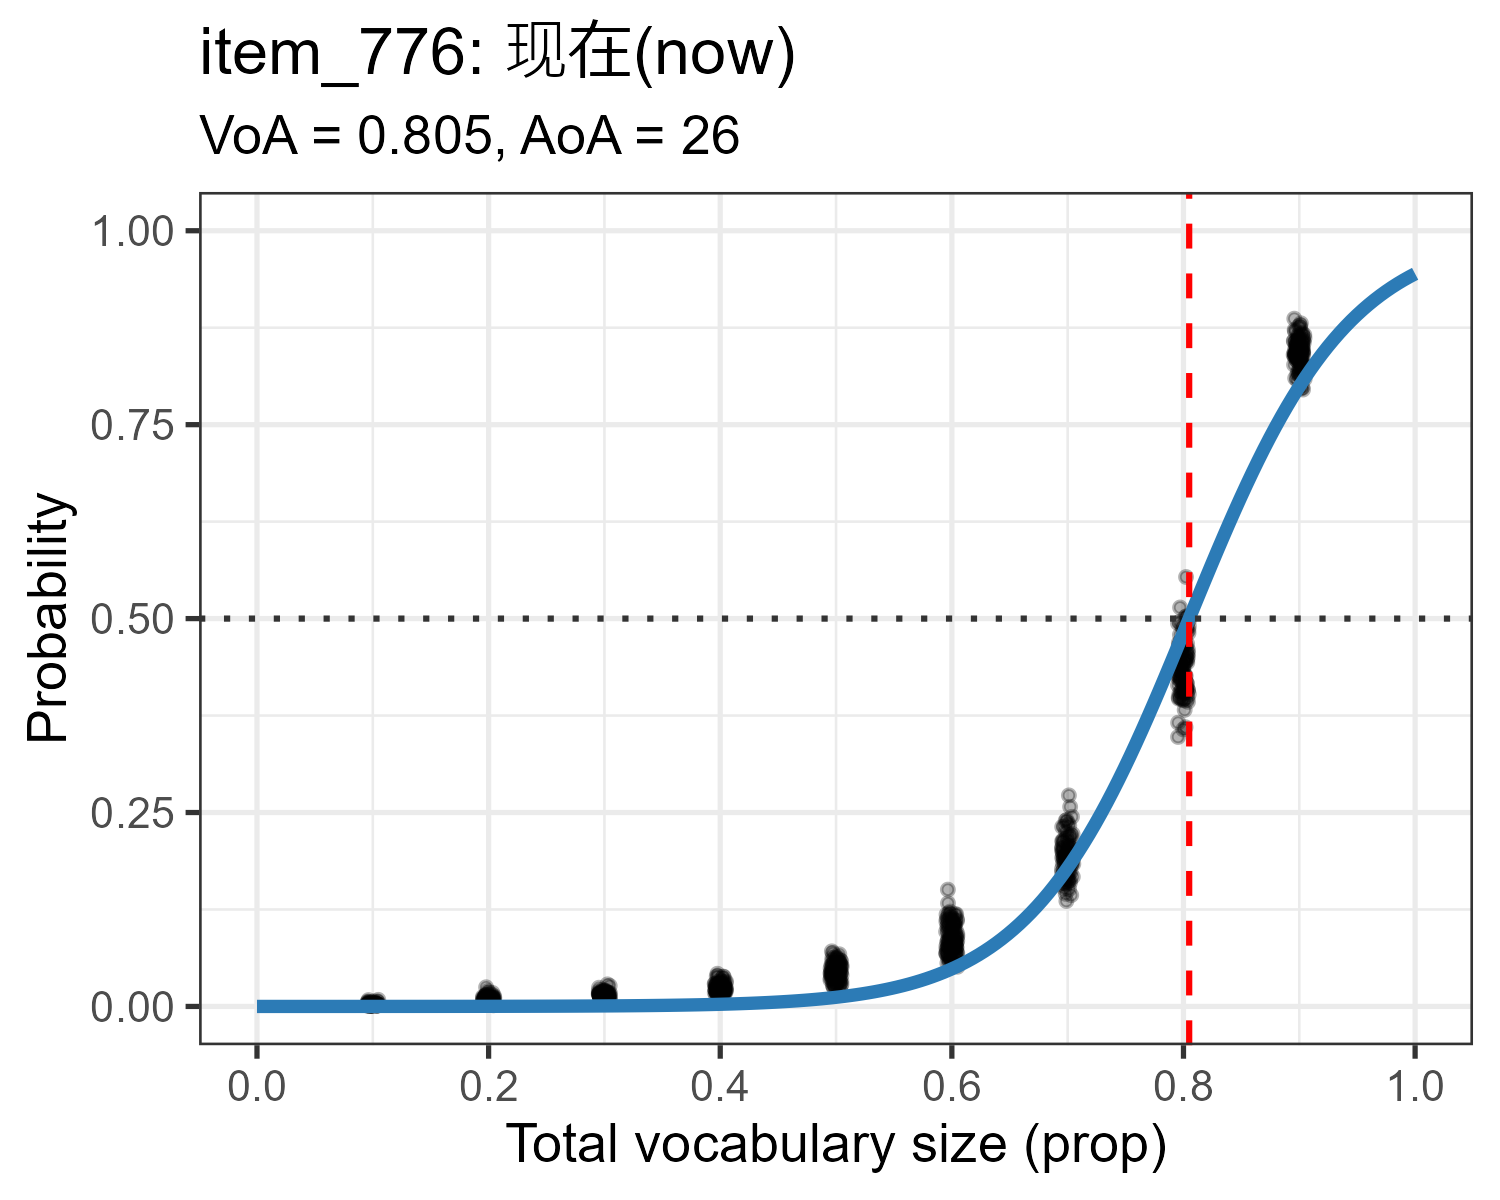 item_776: 现在(now)
VoA = 0.805, AoA = 26
1.00
0.75
0.50
0.25
0.00
Probability
0.0 0.2 0.4 0.6 0.8 1.0
Total vocabulary size (prop)